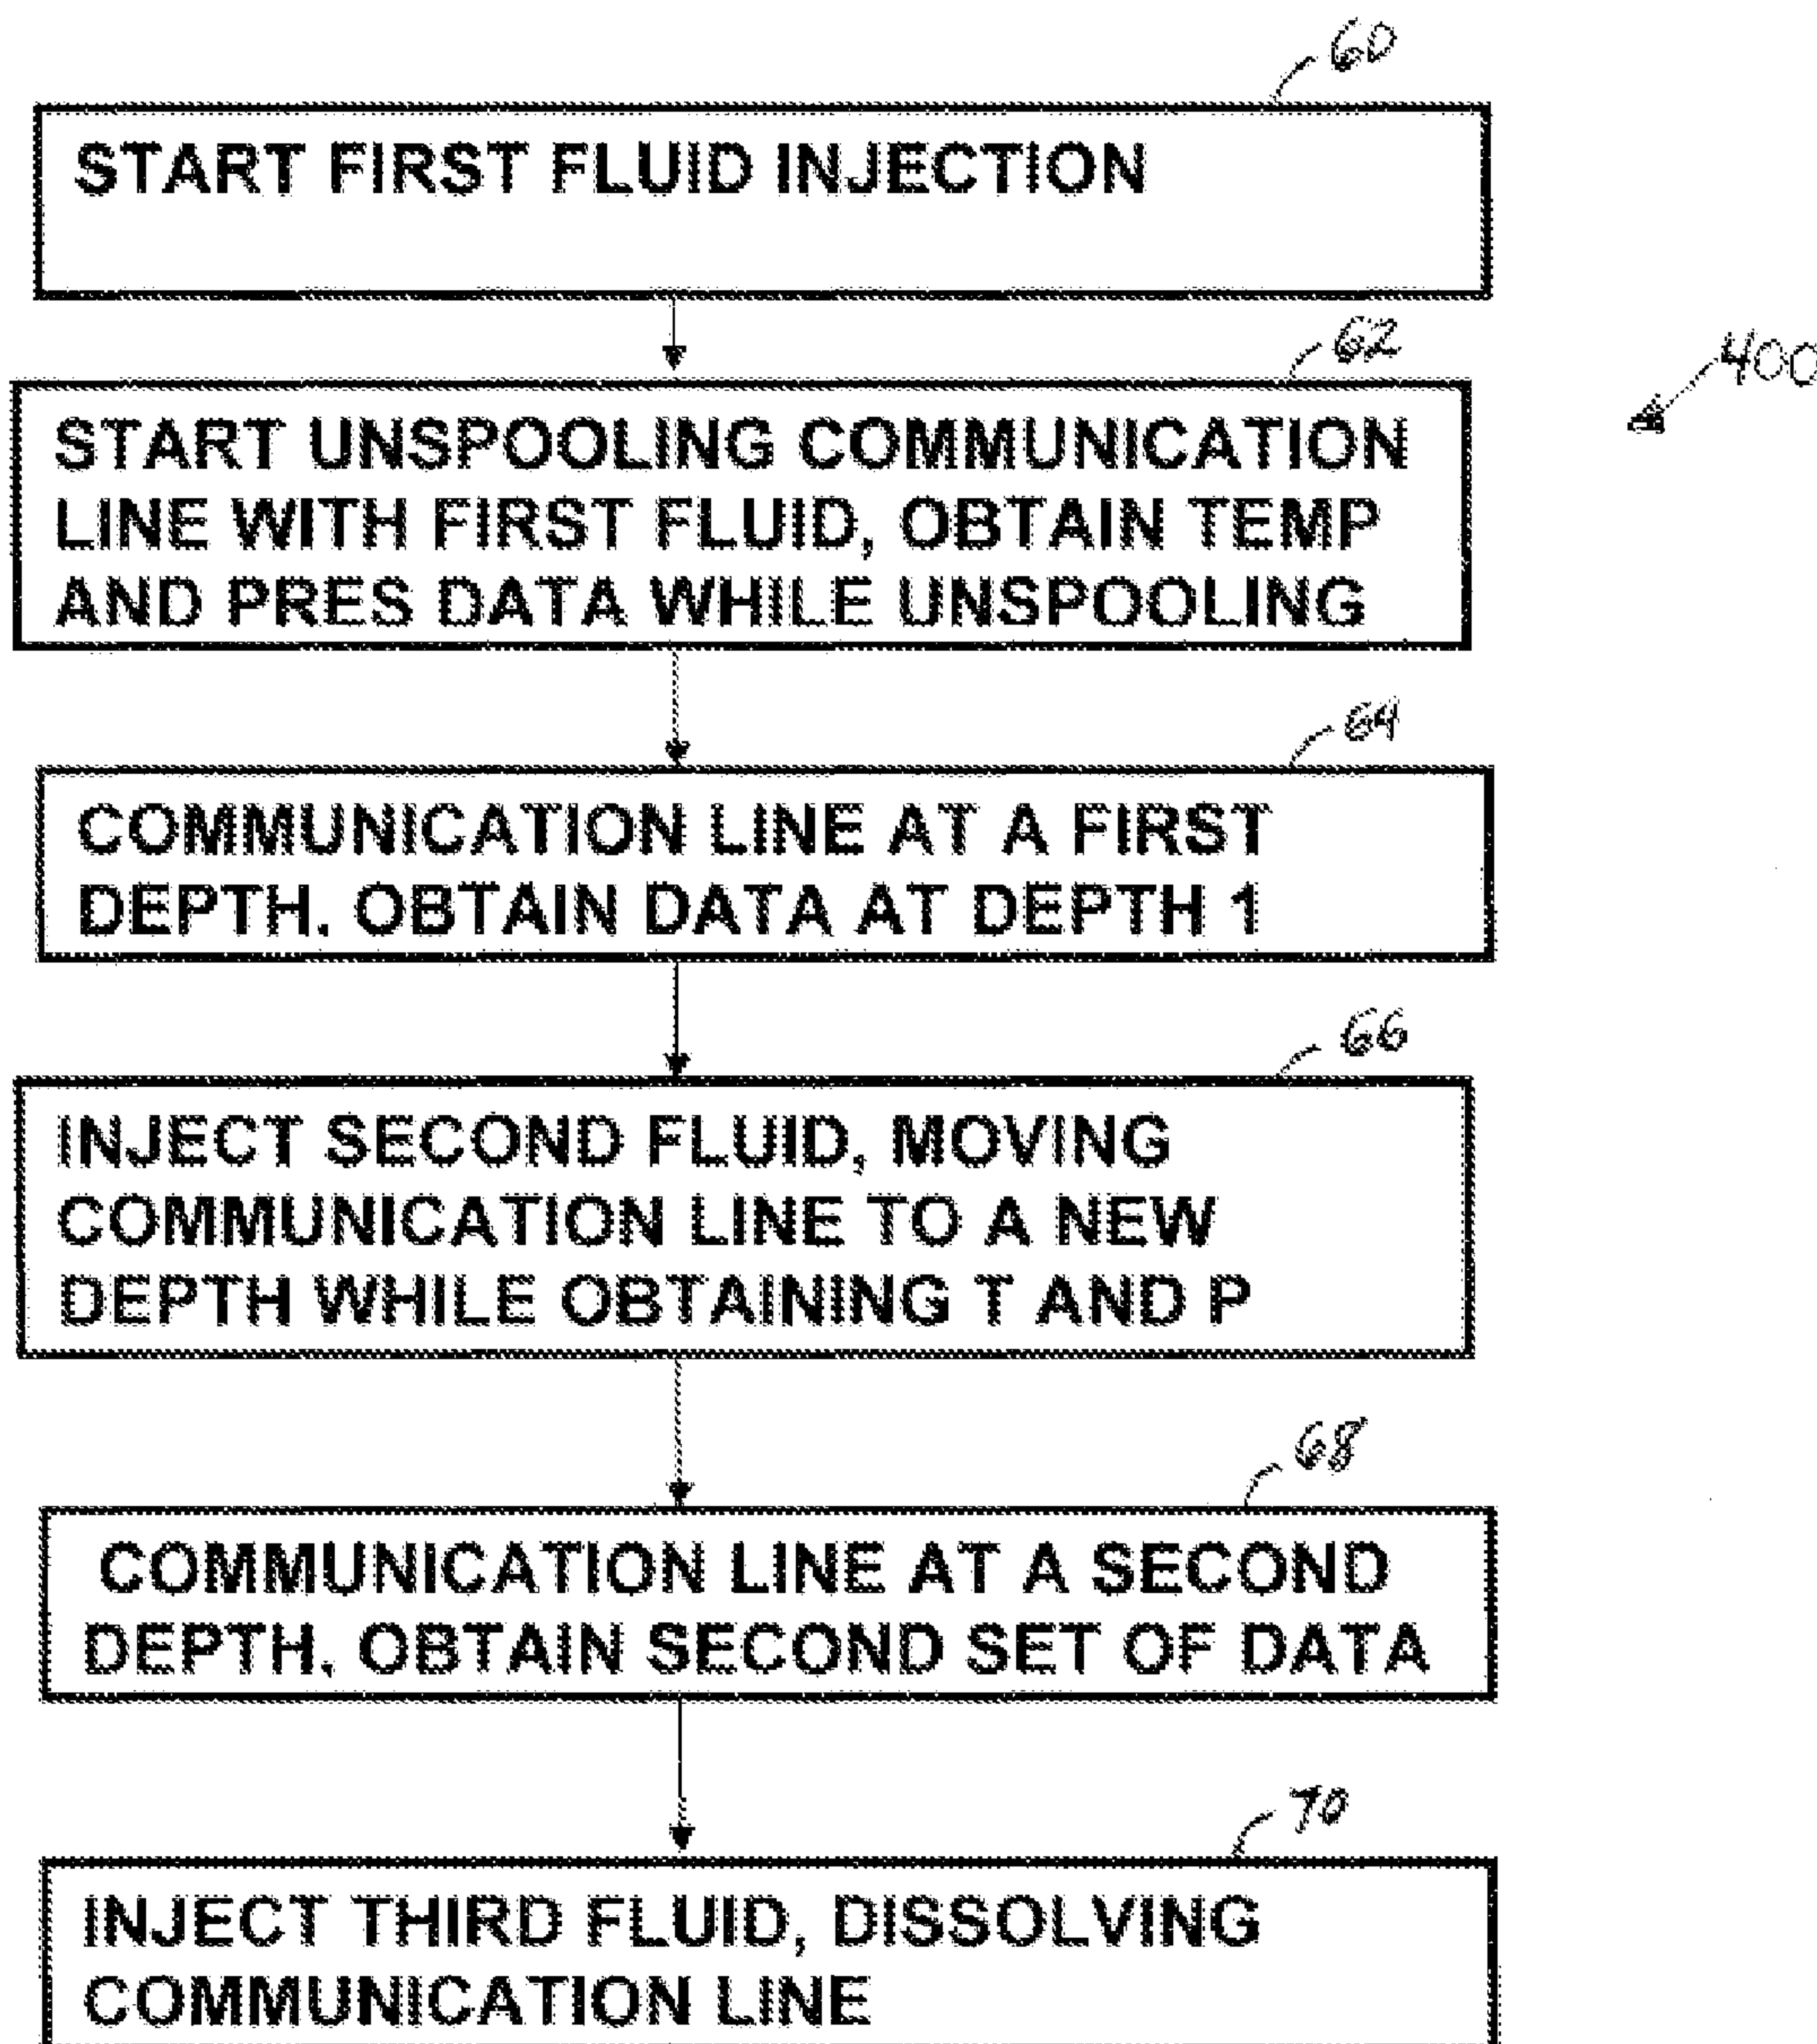 60
START FIRST FLUID INJECTION
62
400
START UNSPOOLING COMMUNICATION
LINE WITH FIRST FLUID, OBTAIN TEMP
AND PRES DATA WHILE UNSPOOLING
64
COMMUNICATION LINE AT A FIRST
DEPTH. OBTAIN DATA AT DEPTH 1
66
INJECT SECOND FLUID, MOVING
COMMUNICATION LINE TO A NEW
DEPTH WHILE OBTAINING T AND P
68
COMMUNICATION LINE AT A SECOND
DEPTH. OBTAIN SECOND SET OF DATA
70
INJECT THIRD FLUID, DISSOLVING
COMMUNICATION LINE